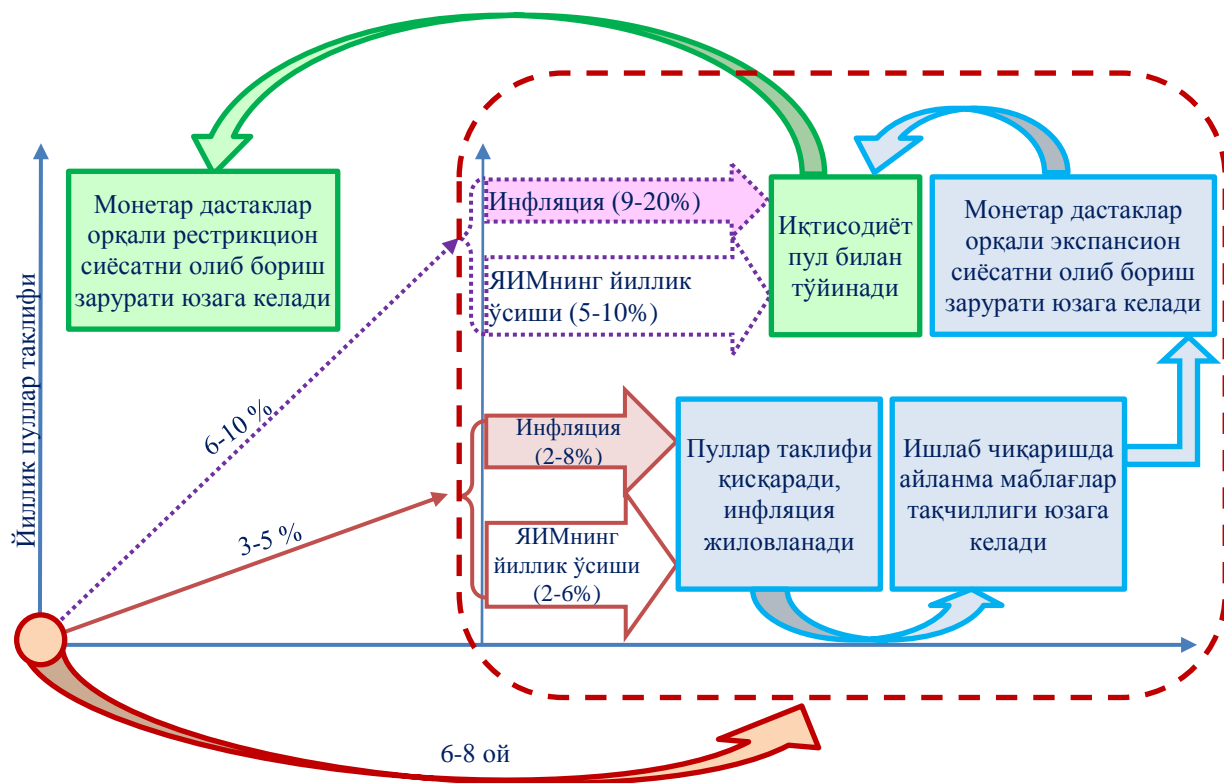 Йиллик пуллар таклифи
Монетар дастаклар
орқали рестрикцион
сиёсатни олиб бориш
зарурати юзага келади
6-10 %
3-5 %
Инфляция (9-20%)
ЯИМнинг йиллик
ўсиши (5-10%)
Иқтисодиёт
пул билан
тўйинади
Монетар дастаклар
орқали экспансион
сиёсатни олиб бориш
зарурати юзага келади
Инфляция
(2-8%)
ЯИМнинг
йиллик ўсиши
(2-6%)
Пуллар таклифи
қисқаради,
инфляция
жиловланади
Ишлаб чиқаришда
айланма маблағлар
тақчиллиги юзага
келади
6-8 ой